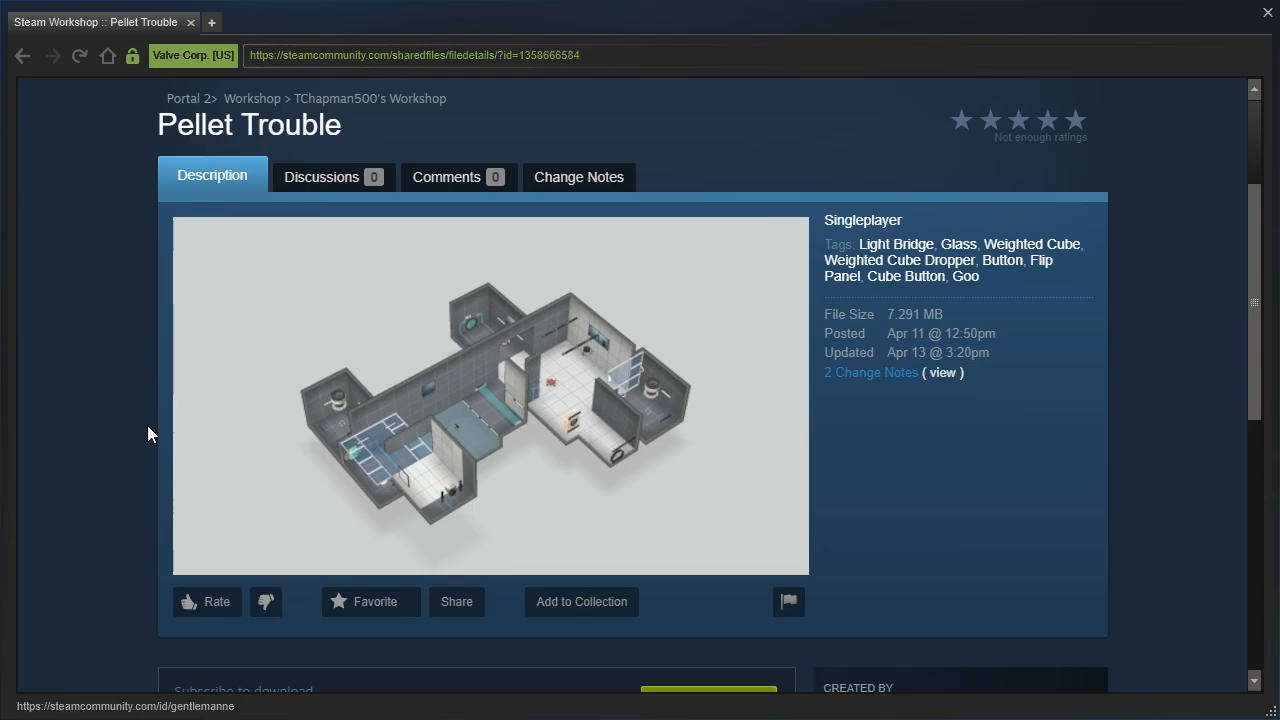 Steam Workshop :: Pellet Trouble
Valve Corp. [US]
https://steamcommunity.com/sharedfiles/filedetails/?id=1358666584
Portal 2> Workshop > TChapman500's Workshop
Pellet Trouble
Not enough ratings
Description
Discussions 0
Comments 0
Change Notes
Singleplayer
Tags: Light Bridge, Glass, Weighted Cube,
Weighted Cube Dropper, Button, Flip
Panel, Cube Button, Goo
File Size 7.291 MB
Posted Apr 11 @ 12:50pm
Updated Apr 13 @ 3:20pm
2 Change Notes ( view )
Rate
Favorite
Share
Add to Collection
Subscribe to download
CREATED BY
https://steamcommunity.com/id/gentlemanne